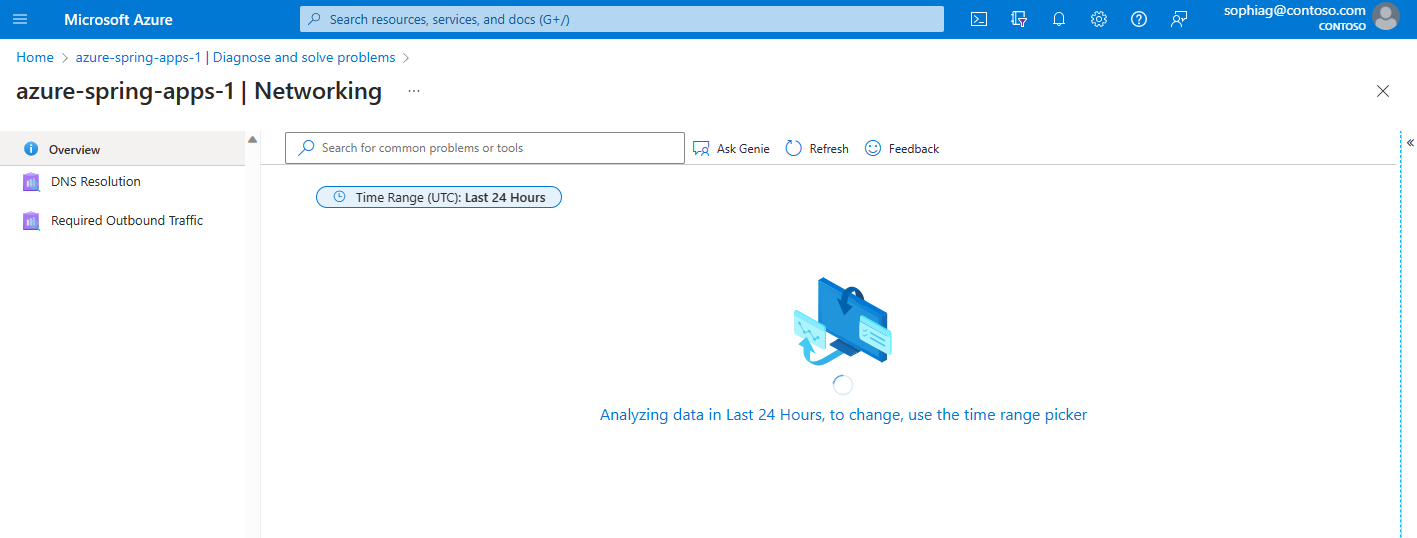 Microsoft Azure
Search resources, services, and docs (G+/)
sophiag@contoso.com
CONTOSO
Home > azure-spring-apps-1 | Diagnose and solve problems >
azure-spring-apps-1 | Networking ...
Overview
DNS Resolution
Required Outbound Traffic
Search for common problems or tools
Ask Genie
Refresh
Feedback
Time Range (UTC): Last 24 Hours
Analyzing data in Last 24 Hours, to change, use the time range picker